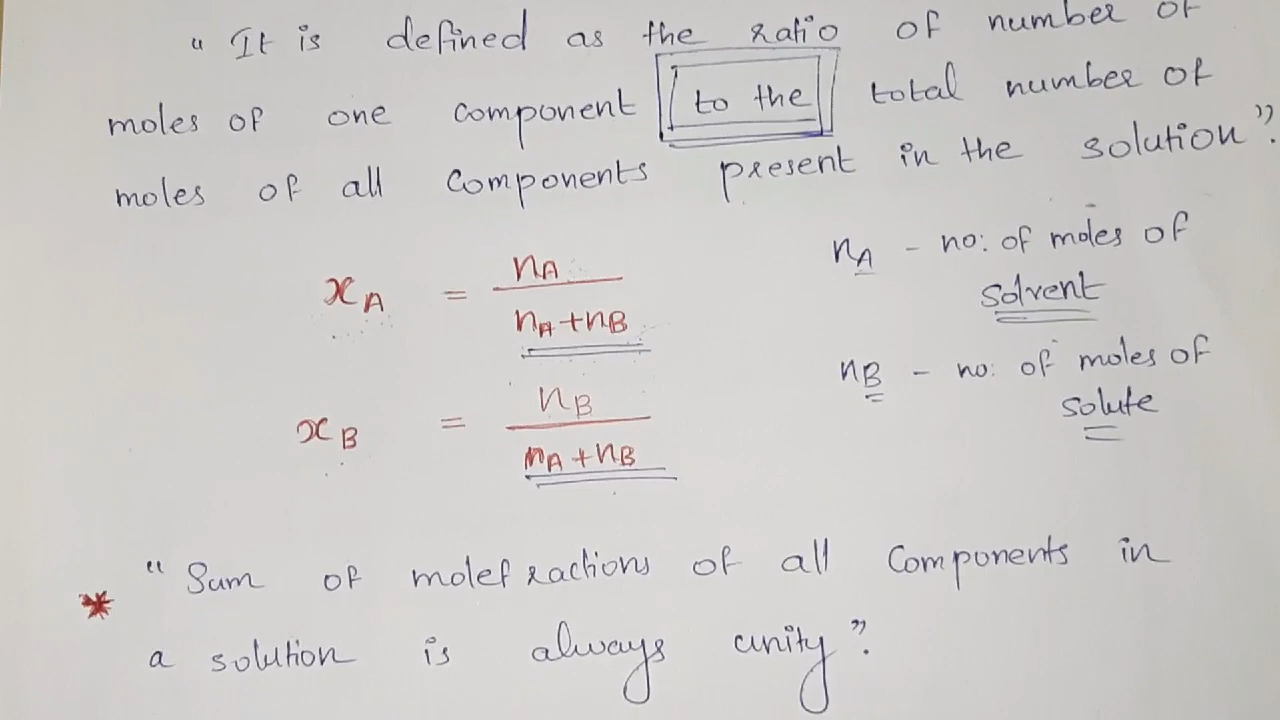 " It is defined as the ratio of number of
moles of one component to the total number of
moles of all components present in the solution".
xA = nA / nA+nB
nA - no: of moles of
solvent
xB = nB / nA+nB
nB - no: of moles of
solute
* " Sum of molefractions of all components in
a solution is always unity".